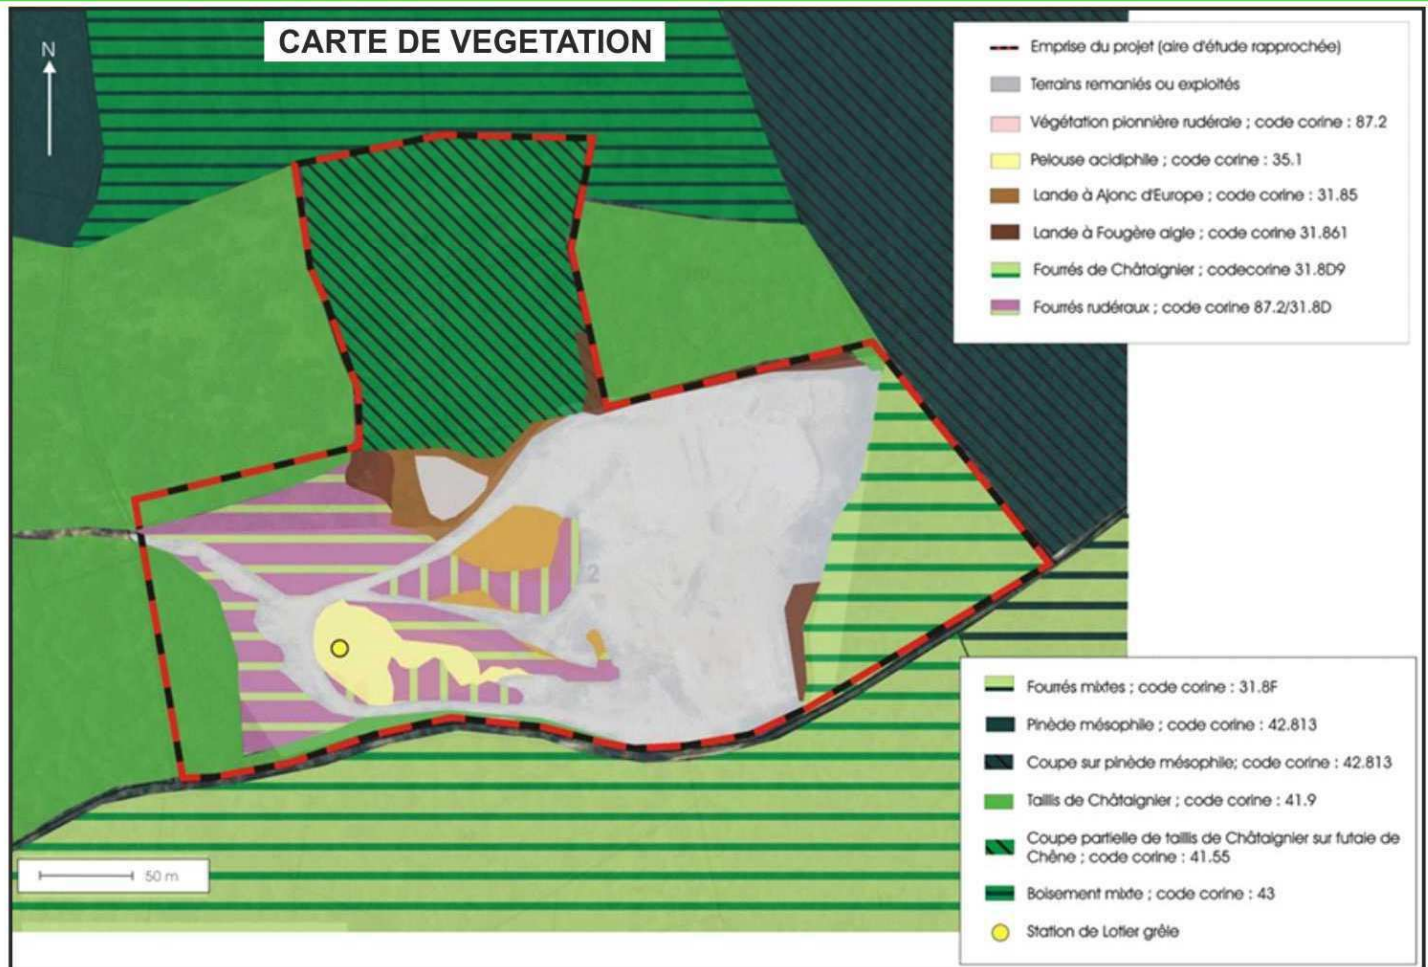 CARTE DE VEGETATION
N
Emprise du projet (aire d'étude rapprochée)
Terrains remaniés ou exploités
Végétation pionnière rudérale ; code corine : 87.2
Pelouse acidiphile ; code corine : 35.1
Lande à Ajonc d'Europe ; code corine : 31.85
Lande à Fougère aigle ; code corine 31.861
Fourrés de Châtaignier ; codecorine 31.8D9
Fourrés rudéraux ; code corine 87.2/31.8D
Fourrés mixtes ; code corine : 31.8F
Pinède mésophile ; code corine : 42.813
Coupe sur pinède mésophile; code corine : 42.813
Taillis de Châtaignier ; code corine : 41.9
Coupe partielle de taillis de Châtaignier sur futaie de
Chêne ; code corine : 41.55
Boisement mixte ; code corine : 43
Station de Lotier grêle
50 m